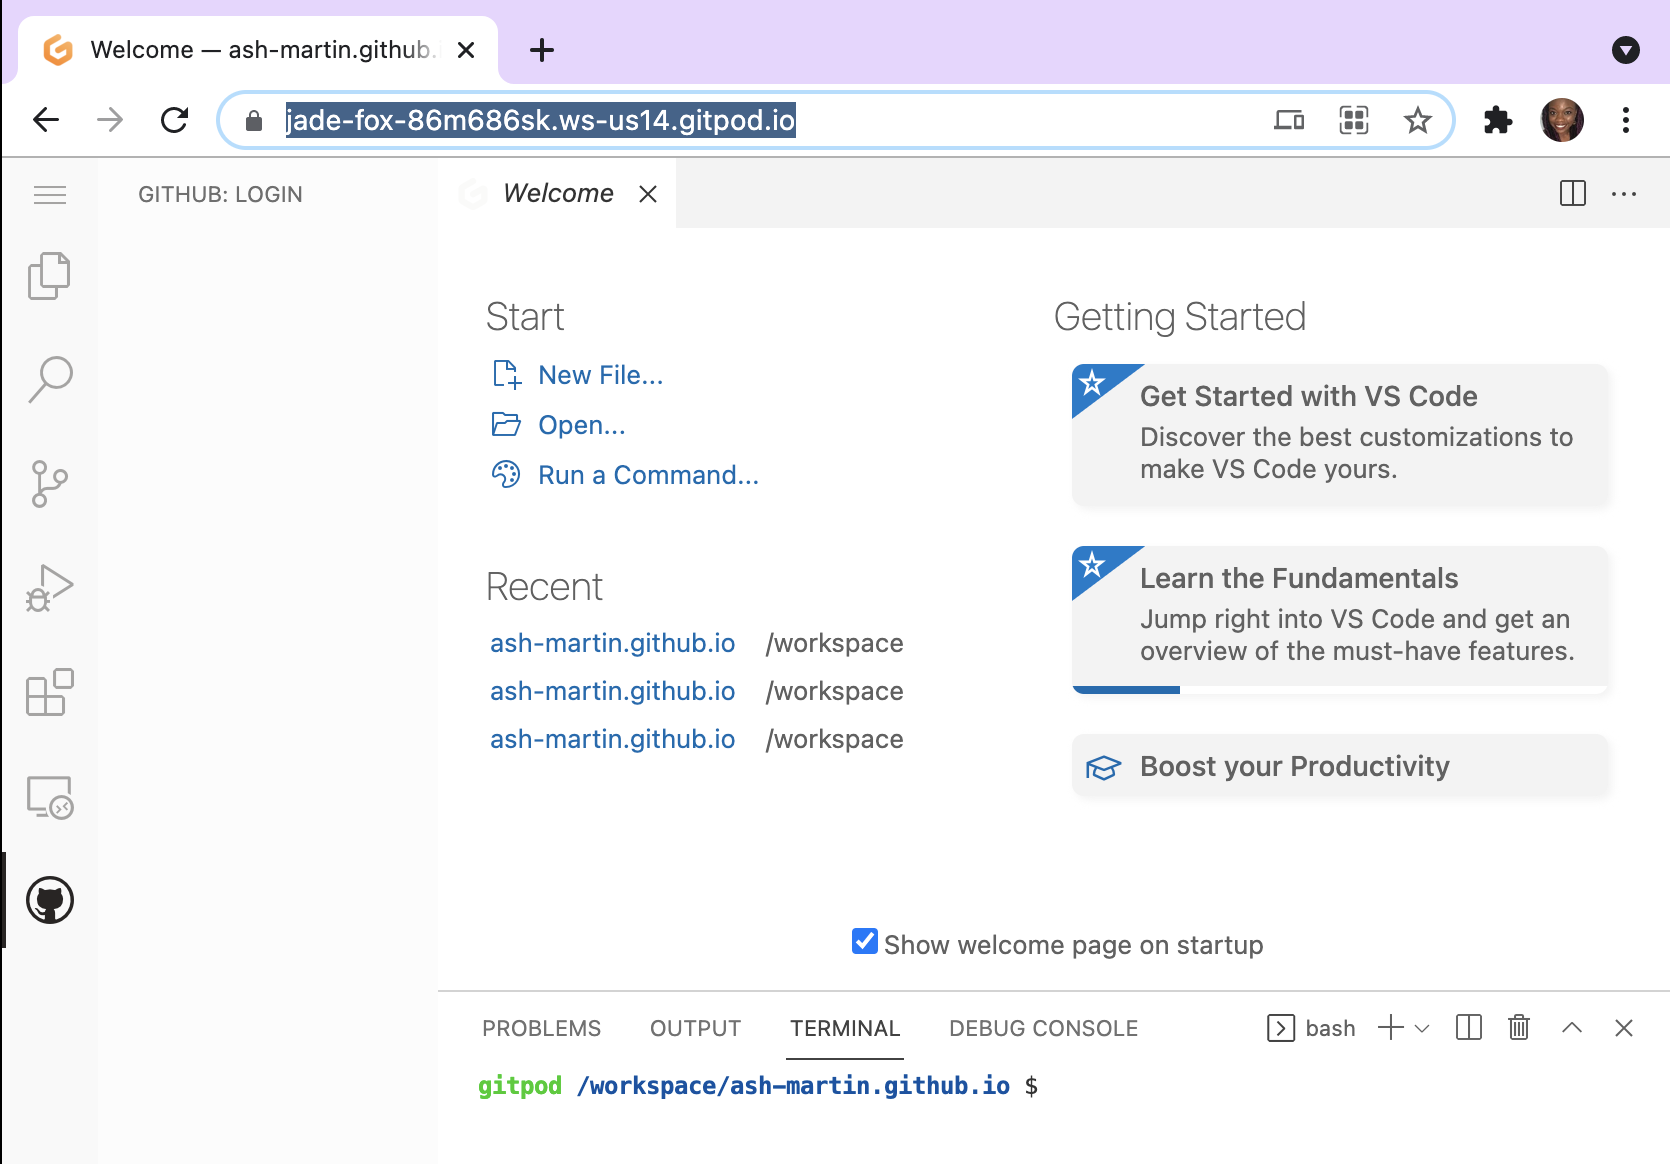 Welcome — ash-martin.github.
jade-fox-86m686sk.ws-us14.gitpod.io
GITHUB: LOGIN
Welcome
Start
New File...
Open...
Run a Command...
Recent
ash-martin.github.io /workspace
ash-martin.github.io /workspace
ash-martin.github.io /workspace
Getting Started
Get Started with VS Code
Discover the best customizations to
make VS Code yours.
Learn the Fundamentals
Jump right into VS Code and get an
overview of the must-have features.
Boost your Productivity
Show welcome page on startup
PROBLEMS OUTPUT TERMINAL DEBUG CONSOLE bash
gitpod /workspace/ash-martin.github.io $